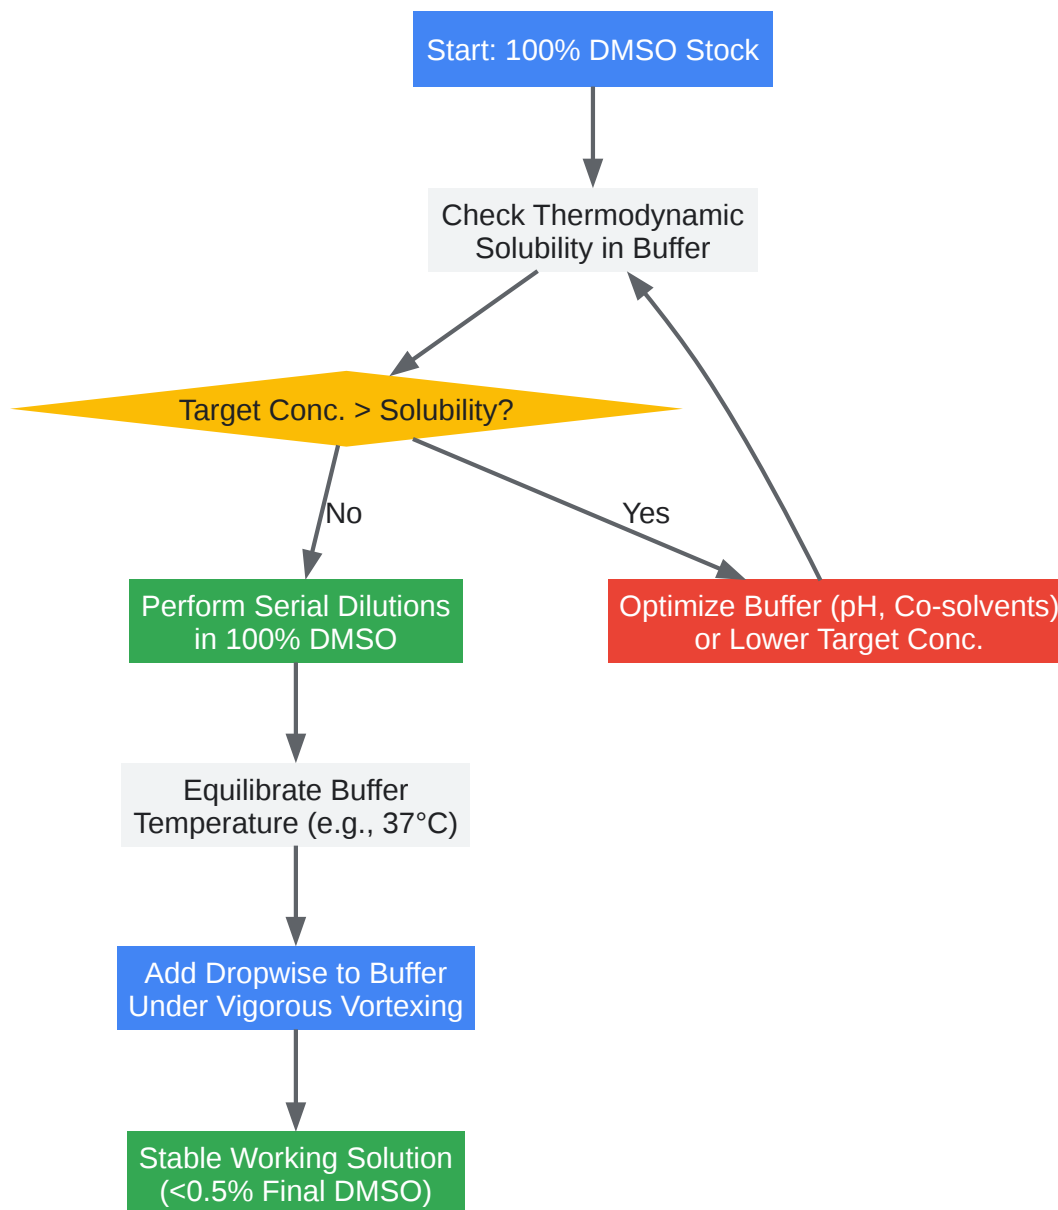 Start: 100% DMSO Stock
Check Thermodynamic
Solubility in Buffer
Target Conc. > Solubility?
No
Yes
Perform Serial Dilutions
in 100% DMSO
Optimize Buffer (pH, Co-solvents)
or Lower Target Conc.
Equilibrate Buffer
Temperature (e.g., 37°C)
Add Dropwise to Buffer
Under Vigorous Vortexing
Stable Working Solution
(<0.5% Final DMSO)